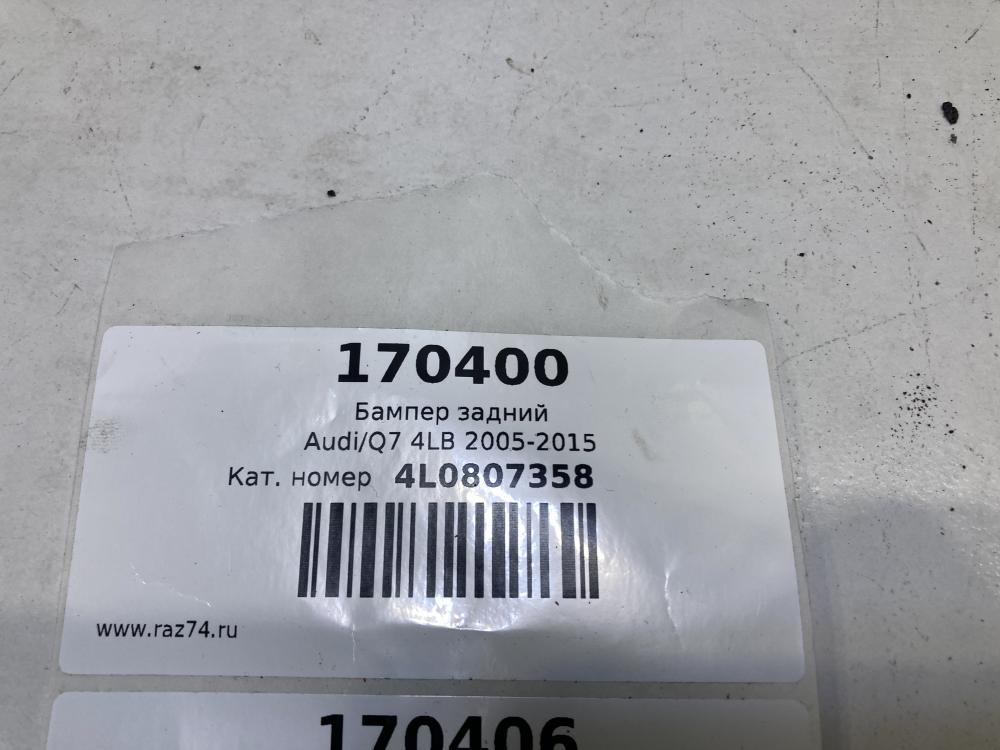 170400
Бампер задний
Audi/Q7 4LB 2005-2015
Кат. номер 4L0807358
www.raz74.ru
170406